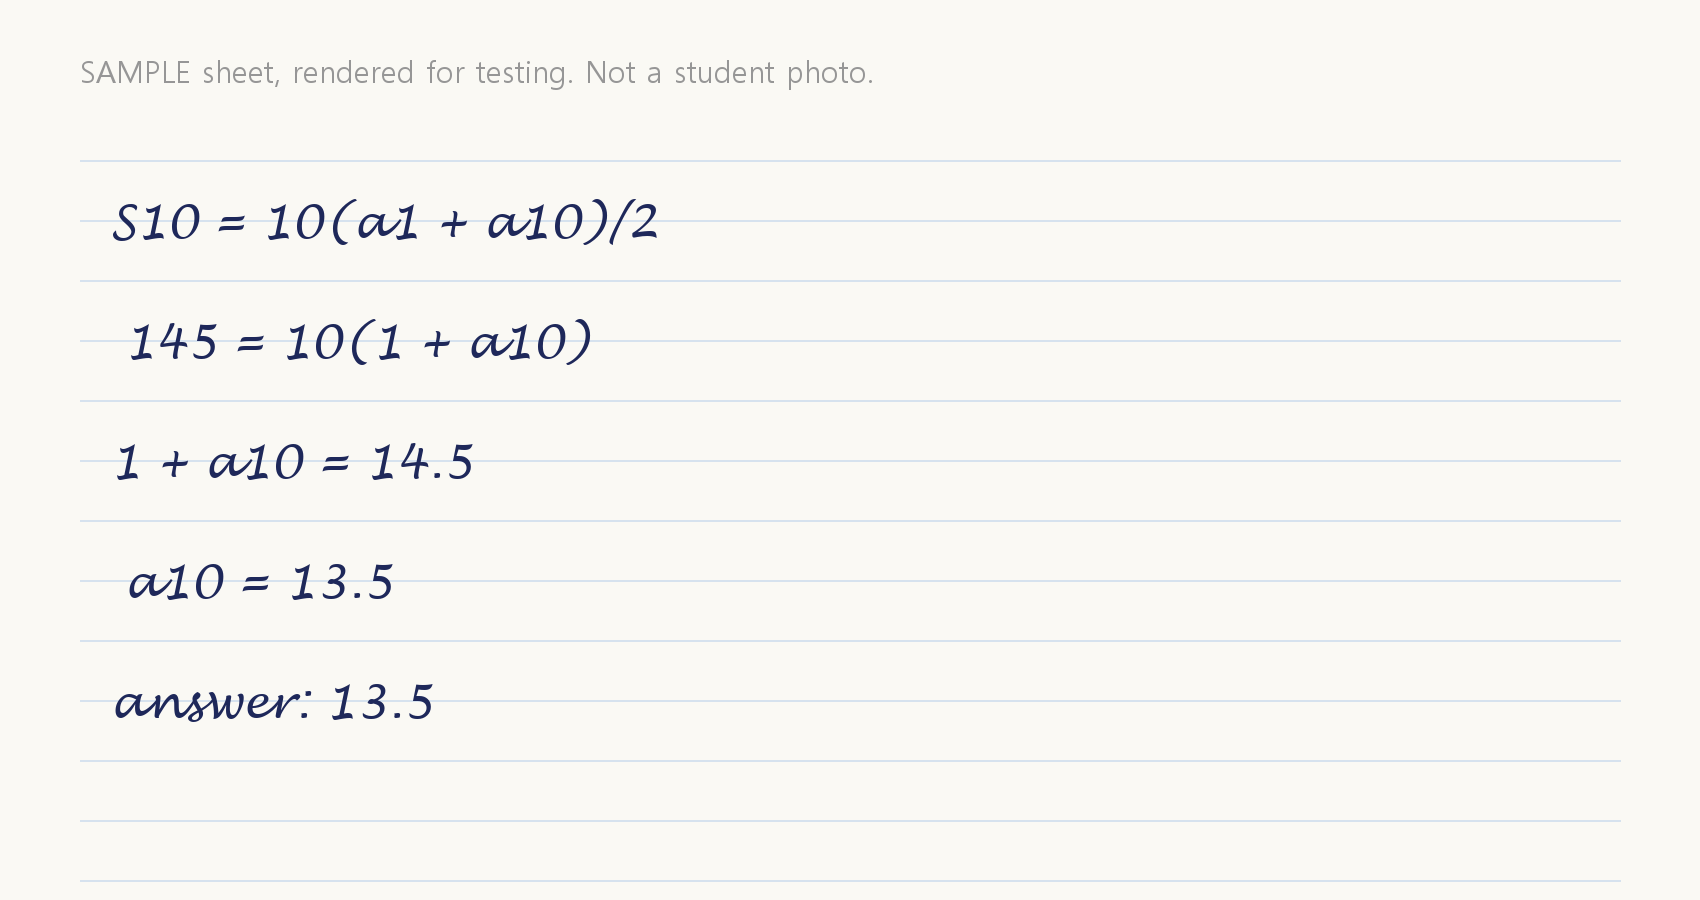 SAMPLE sheet, rendered for testing. Not a student photo.
S10 = 10(a1 + a10)/2
145 = 10(1 + a10)
1 + a10 = 14.5
a10 = 13.5
answer: 13.5